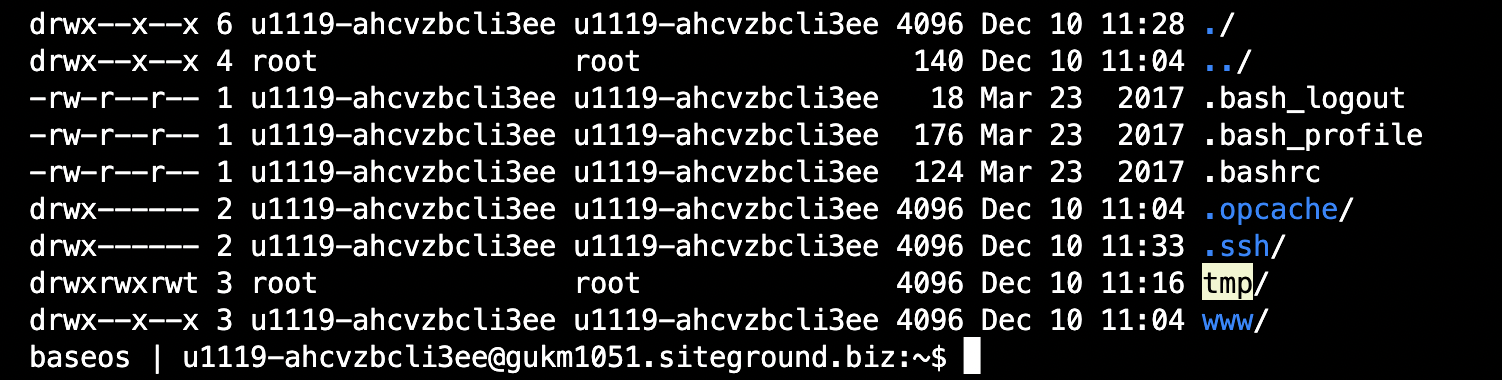 drwx--x--x 6 u1119-ahcvzbcli3ee u1119-ahcvzbcli3ee 4096 Dec 10 11:28 ./
drwx--x--x 4 root               root                140 Dec 10 11:04 ../
-rw-r--r-- 1 u1119-ahcvzbcli3ee u1119-ahcvzbcli3ee   18 Mar 23  2017 .bash_logout
-rw-r--r-- 1 u1119-ahcvzbcli3ee u1119-ahcvzbcli3ee  176 Mar 23  2017 .bash_profile
-rw-r--r-- 1 u1119-ahcvzbcli3ee u1119-ahcvzbcli3ee  124 Mar 23  2017 .bashrc
drwx------ 2 u1119-ahcvzbcli3ee u1119-ahcvzbcli3ee 4096 Dec 10 11:04 .opcache/
drwx------ 2 u1119-ahcvzbcli3ee u1119-ahcvzbcli3ee 4096 Dec 10 11:33 .ssh/
drwxrwxrwt 3 root               root               4096 Dec 10 11:16 tmp/
drwx--x--x 3 u1119-ahcvzbcli3ee u1119-ahcvzbcli3ee 4096 Dec 10 11:04 www/
baseos | u1119-ahcvzbcli3ee@gukm1051.siteground.biz:~$